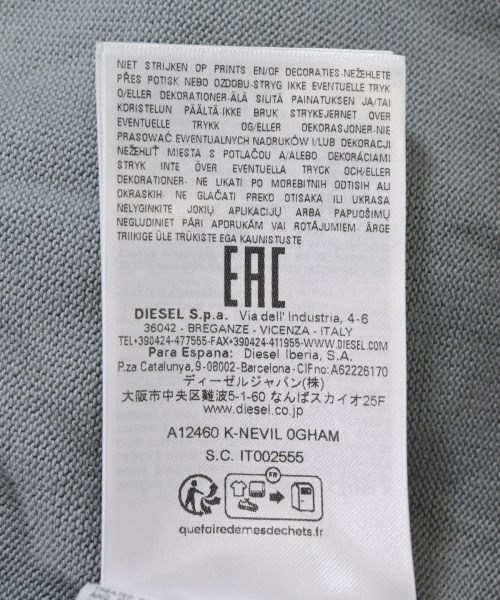 NIET STRIJKEN OP PRINTS EN/OF DECORATIES-NEŽEHLETE
PŘES POTISK NEBO OZDOBU-STRYG IKKE EVENTUELLE TRYK
O/ELLER DEKORATIONER-ÄLÄ SILITÄ PAINATUKSEN JA/TAI
KORISTELUN PÄÄLTÄ-IKKE BRUK STRYKEJERNET OVER
EVENTUELLE TRYKK OG/ELLER DEKORASJONER-NIE
PRASOWAĆ EWENTUALNYCH NADRUKÓW I/LUB DEKORACJI
NEŽEHLIŤ MIESTA S POTLAČOU A/ALEBO DEKORÁCIAMI
STRYK INTE ÖVER EVENTUELLA TRYCK OCH/ELLER
DEKORATIONER- NE LIKATI PO MOREBITNIH ODTISIH ALI
OKRASKIH- NE GLAČATI PREKO OTISAKA ILI UKRASA
NELYGINKITE JOKIŲ APLIKACIJŲ ARBA PAPUOŠIMŲ
NEGLUDINIET PĀRI APDRUKĀM VAI ROTĀJUMIEM- ÄRGE
TRIIKIGE ÜLE TRÜKISTE EGA KAUNISTUSTE
EAC
DIESEL S.p.a. Via dell' Industria, 4-6
36042 - BREGANZE - VICENZA - ITALY
TEL+390424-477555-FAX+390424-411955-WWW.DIESEL.COM
Para Espana: Diesel Iberia, S.A.
P.za Catalunya,9-08002-Barcelona-CIFno:A62226170
ディーゼルジャパン(株)
大阪市中央区難波5-1-60 なんばスカイオ25F
www.diesel.co.jp
A12460 K-NEVIL 0GHAM
S.C. IT002555
FR
quefairedemesdechets.fr